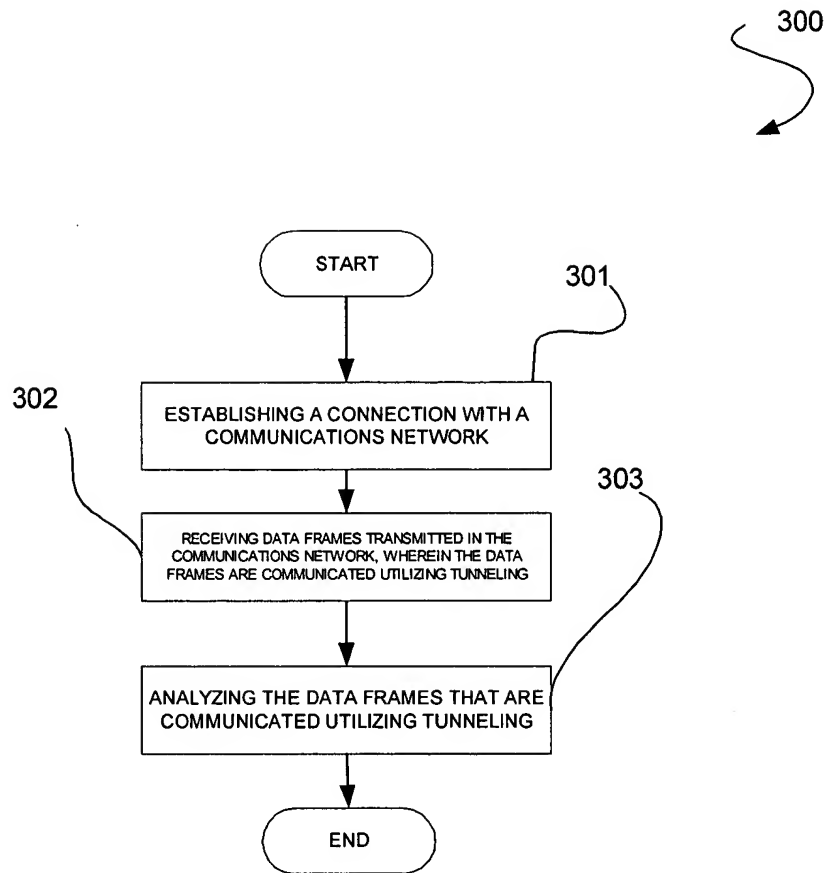 300
START
301
ESTABLISHING A CONNECTION WITH A
COMMUNICATIONS NETWORK
302
RECEIVING DATA FRAMES TRANSMITTED IN THE
COMMUNICATIONS NETWORK, WHEREIN THE DATA
FRAMES ARE COMMUNICATED UTILIZING TUNNELING
303
ANALYZING THE DATA FRAMES THAT ARE
COMMUNICATED UTILIZING TUNNELING
END